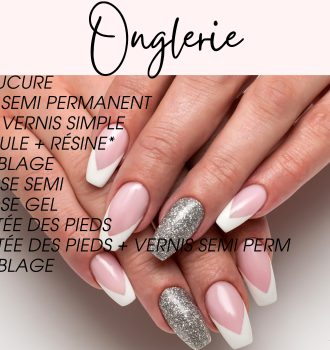 Onglerie
UCURE
SEMI PERMANENT
VERNIS SIMPLE
ULE + RÉSINE*
BLAGE
SE SEMI
SE GEL
TÉE DES PIEDS
TÉE DES PIEDS + VERNIS SEMI PERM
BLAGE